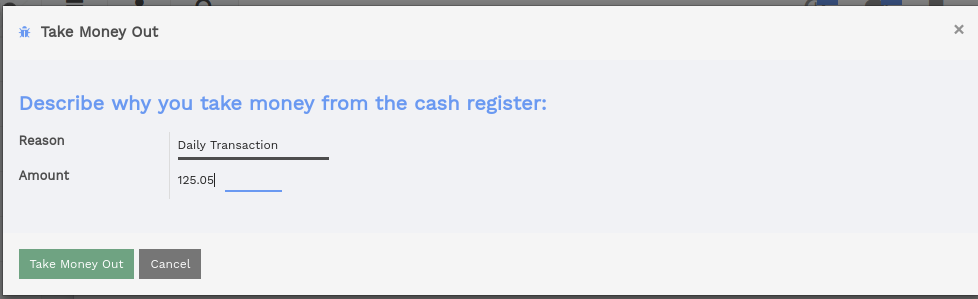 Take Money Out
×
Describe why you take money from the cash register:
Reason Daily Transaction
Amount 125.05
Take Money Out Cancel